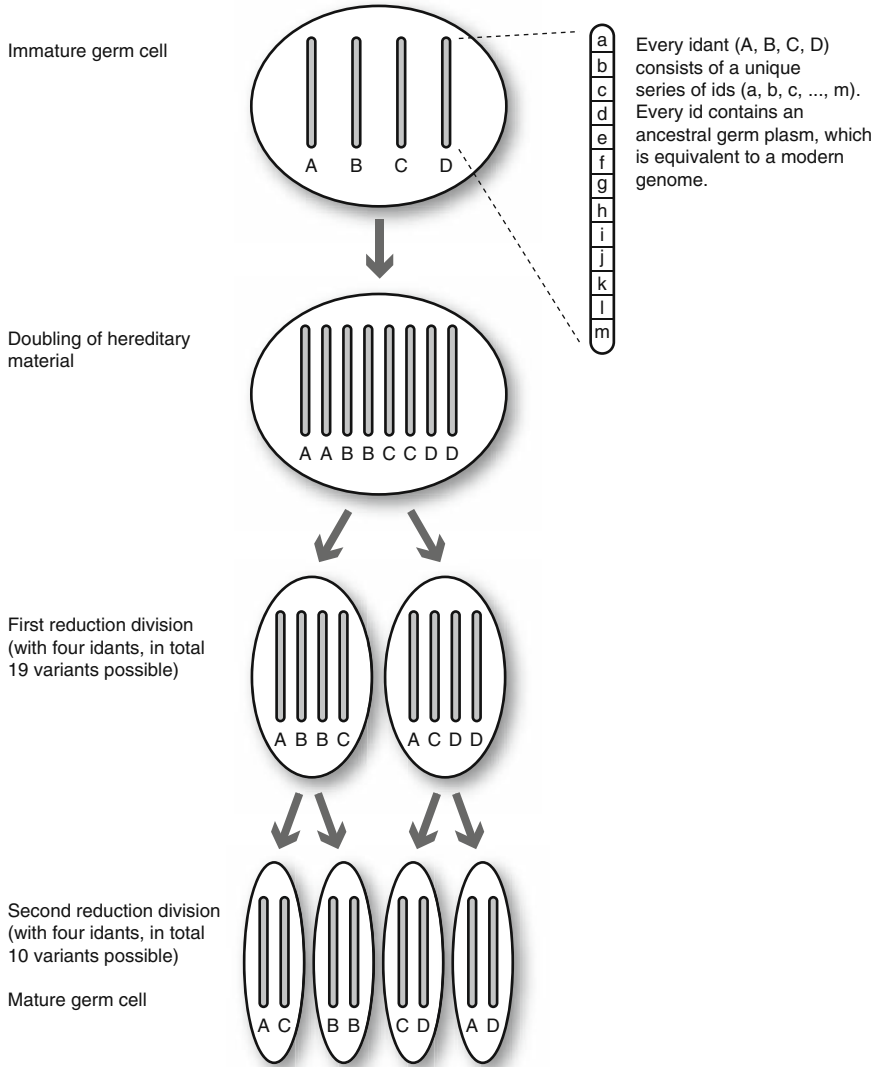 Immature germ cell
A B C D
a
b
c
d
e
f
g
h
i
j
k
l
m
Every idant (A, B, C, D)
consists of a unique
series of ids (a, b, c, ..., m).
Every id contains an
ancestral germ plasm, which
is equivalent to a modern
genome.
Doubling of hereditary
material
A A B B C C D D
First reduction division
(with four idants, in total
19 variants possible)
A B B C
A C D D
Second reduction division
(with four idants, in total
10 variants possible)
Mature germ cell
A C
B B
C D
A D